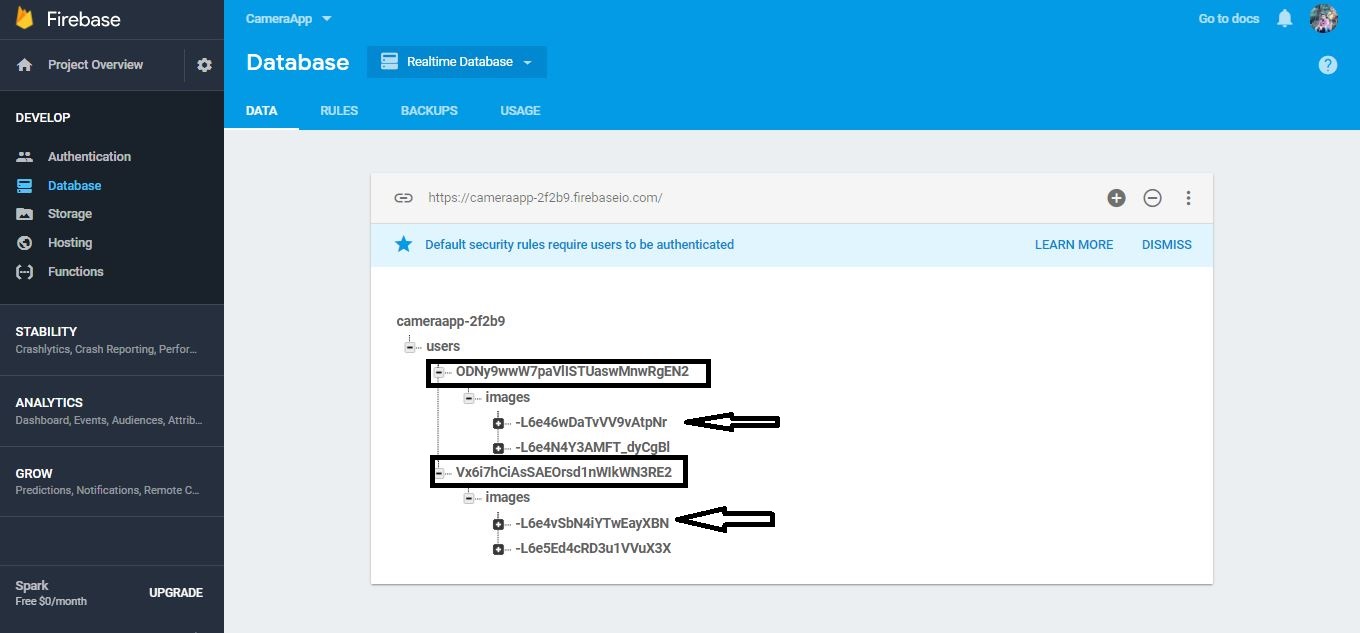 Firebase
CameraApp
Go to docs
Project Overview
Database
Realtime Database
?
DATA
RULES
BACKUPS
USAGE
DEVELOP
Authentication
Database
Storage
Hosting
Functions
STABILITY
Crashlytics, Crash Reporting, Perfor...
ANALYTICS
Dashboard, Events, Audiences, Attrib...
GROW
Predictions, Notifications, Remote C...
Spark
Free $0/month
UPGRADE
https://cameraapp-2f2b9.firebaseio.com/
Default security rules require users to be authenticated
LEARN MORE
DISMISS
cameraapp-2f2b9
users
ODNy9wwW7paVlISTUaswMnwRgEN2
images
-L6e46wDaTvVV9vAtpNr
-L6e4N4Y3AMFT_dyCgBl
Vx6i7hCiAsSAEOrsd1nWIkWN3RE2
images
-L6e4vSbN4iYTwEayXBN
-L6e5Ed4cRD3u1VVuX3X